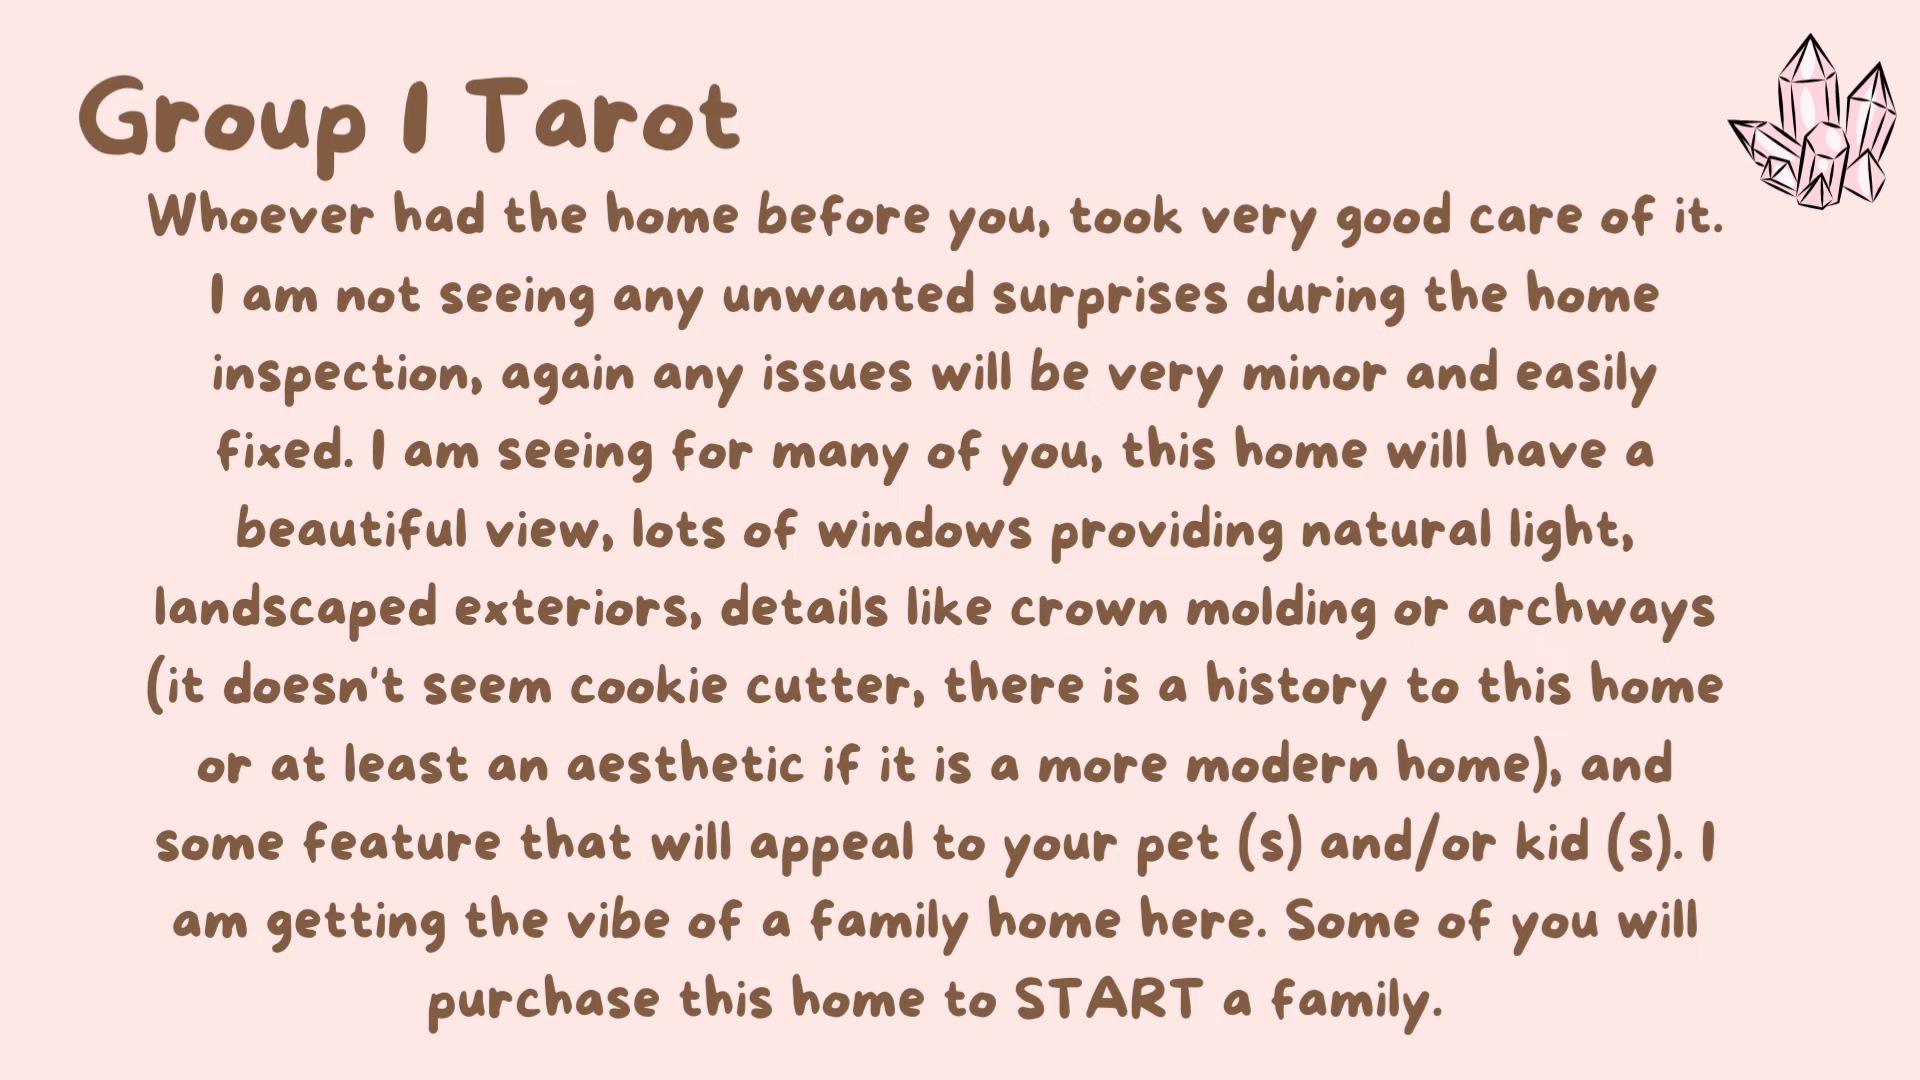 Group 1 Tarot
Whoever had the home before you, took very good care of it.
I am not seeing any unwanted surprises during the home
inspection, again any issues will be very minor and easily
fixed. I am seeing for many of you, this home will have a
beautiful view, lots of windows providing natural light,
landscaped exteriors, details like crown molding or archways
(it doesn't seem cookie cutter, there is a history to this home
or at least an aesthetic if it is a more modern home), and
some feature that will appeal to your pet (s) and/or kid (s). I
am getting the vibe of a family home here. Some of you will
purchase this home to START a family.